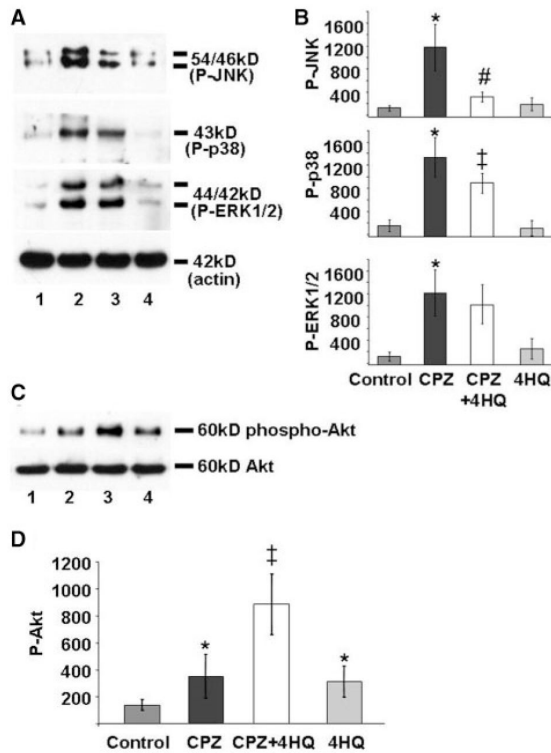 A
54/46kD
(P-JNK)
43kD
(P-p38)
44/42kD
(P-ERK1/2)
42kD
(actin)
1 2 3 4
B
P-JNK
1600
1200
800
400
*
#
P-p38
1600
1200
800
400
*
‡
P-ERK1/2
1600
1200
800
400
*
Control CPZ CPZ 4HQ
+4HQ
C
60kD phospho-Akt
60kD Akt
1 2 3 4
D
P-Akt
1200
1000
800
600
400
200
*
‡
*
Control CPZ CPZ+4HQ 4HQ